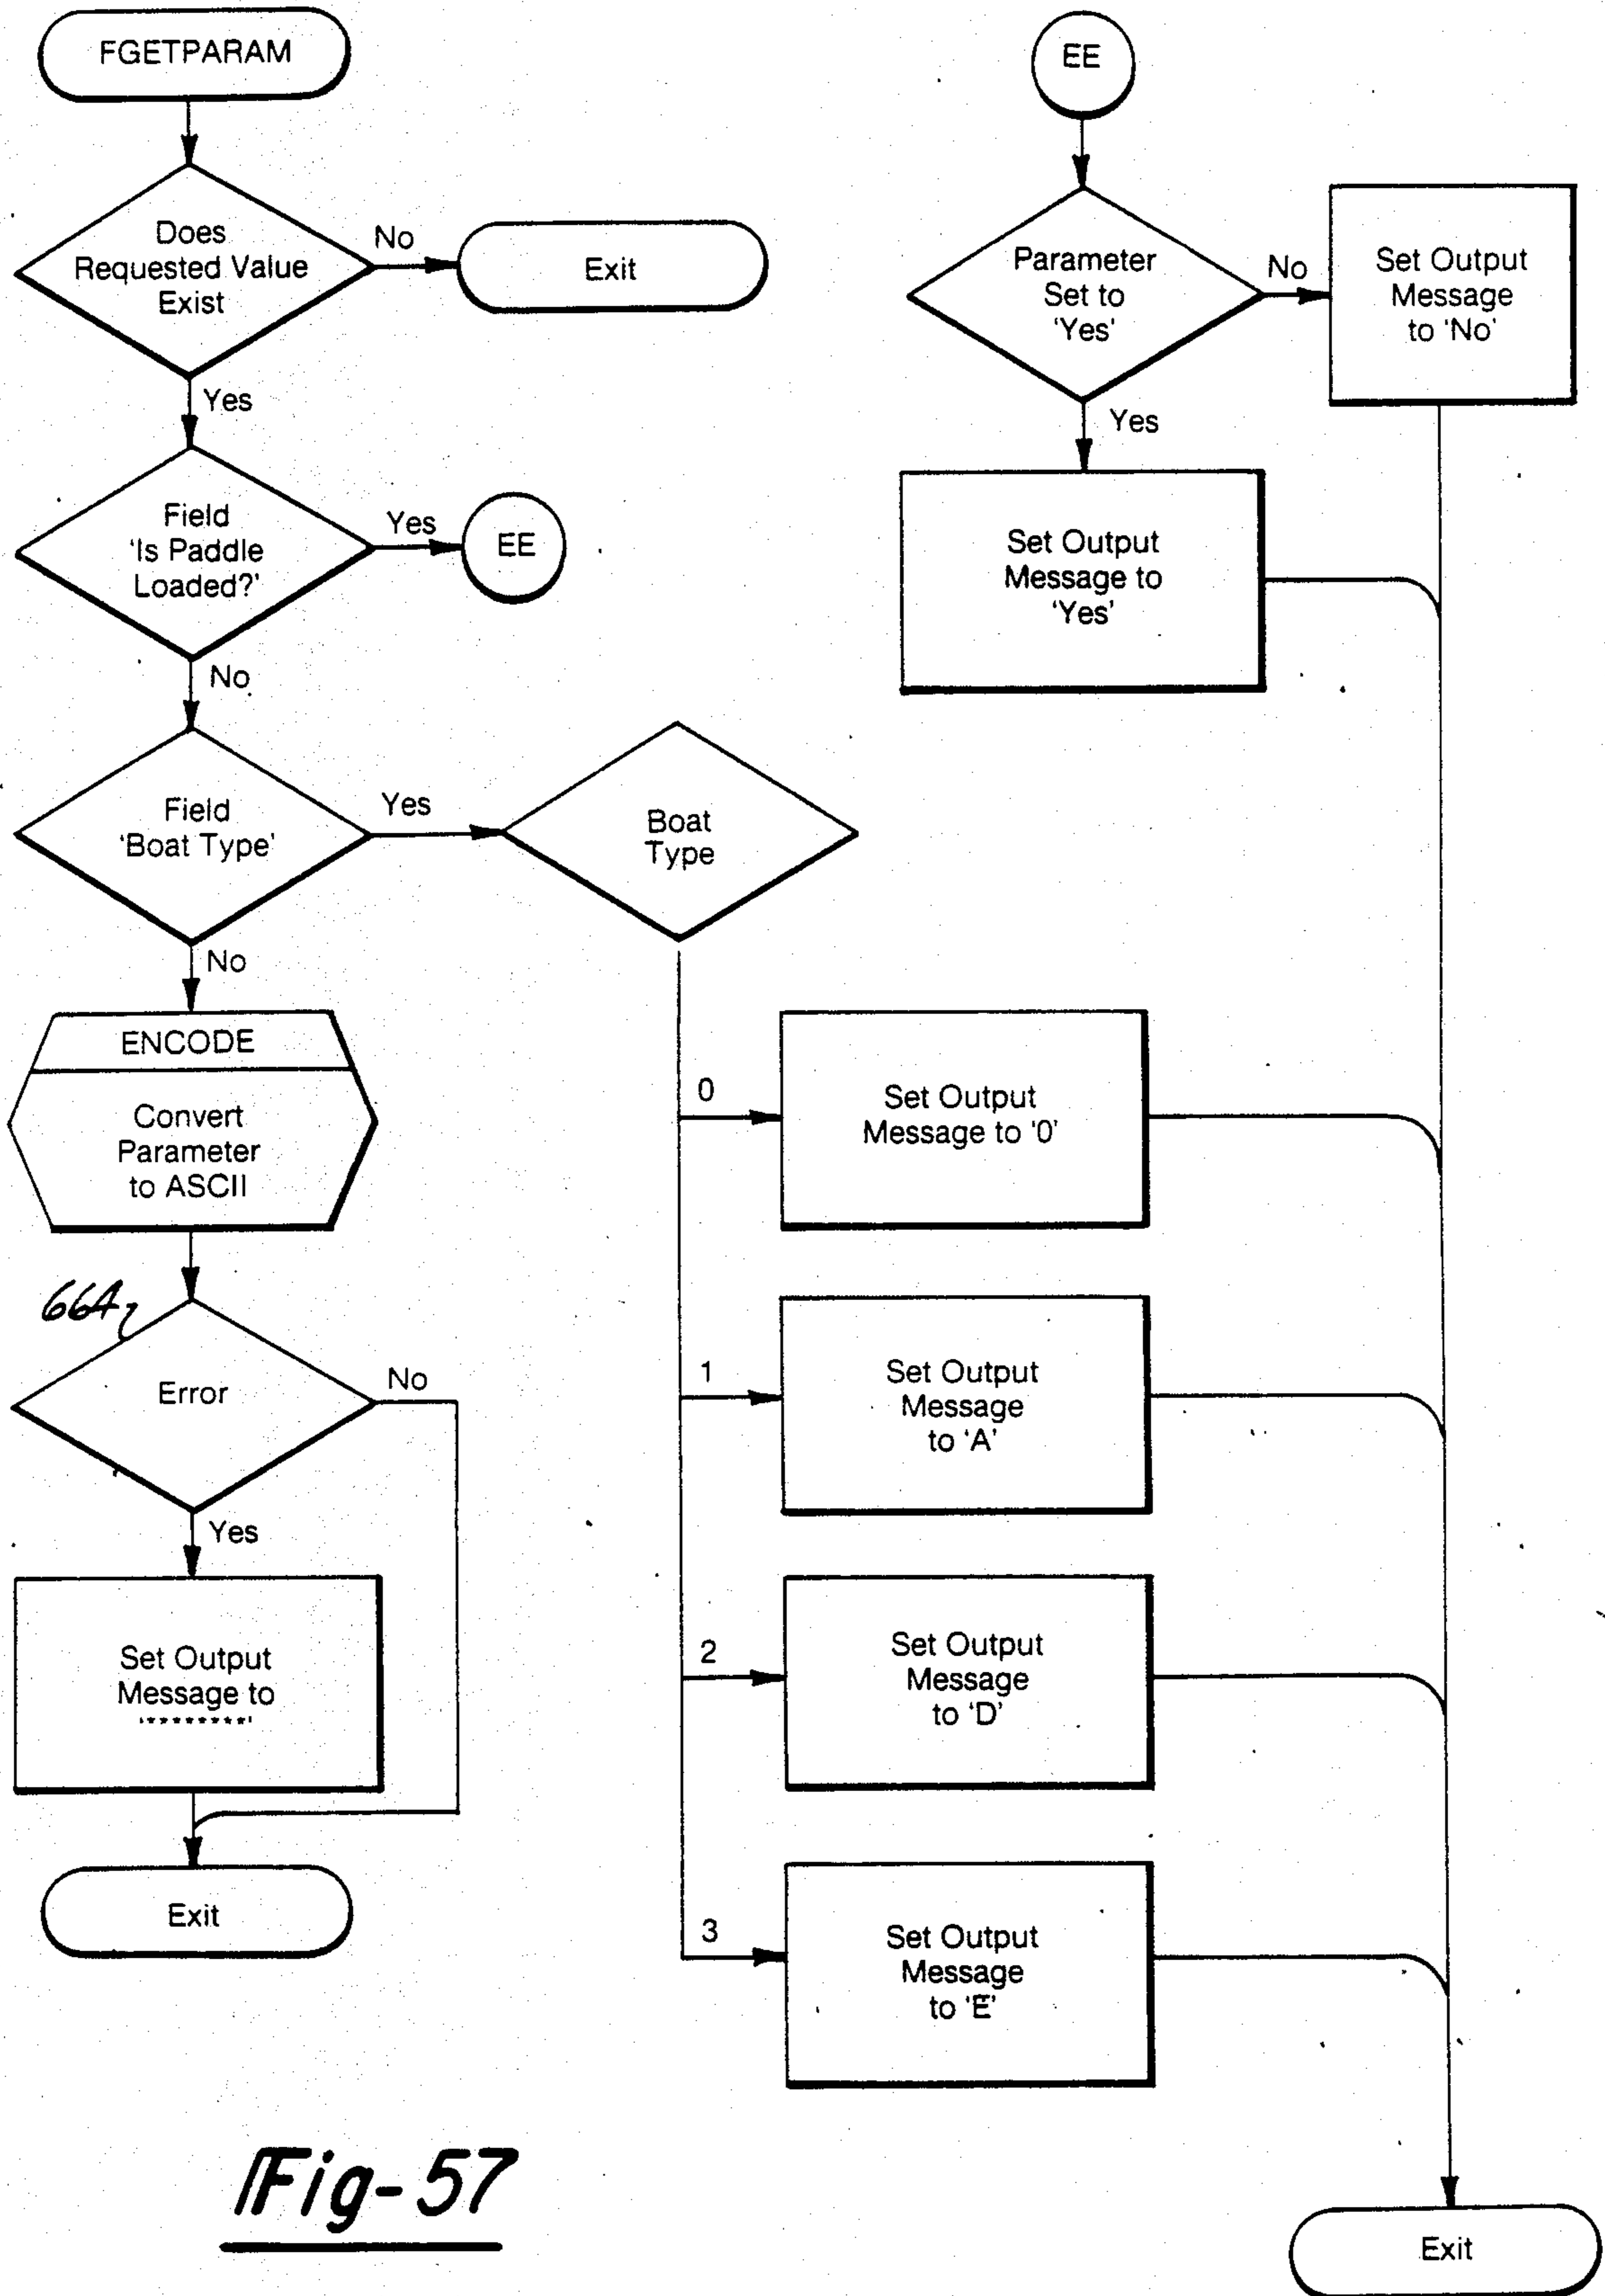 FGETPARAM
Does
Requested Value
Exist
No
Exit
Yes
Field
'Is Paddle
Loaded?'
Yes
EE
No
Field
'Boat Type'
Yes
Boat
Type
No
ENCODE
Convert
Parameter
to ASCII
664
Error
No
Yes
Set Output
Message to
'********'
Exit
0
Set Output
Message to '0'
1
Set Output
Message
to 'A'
2
Set Output
Message
to 'D'
3
Set Output
Message
to 'E'
EE
Parameter
Set to
'Yes'
No
Set Output
Message
to 'No'
Yes
Set Output
Message to
'Yes'
Exit
Fig-57